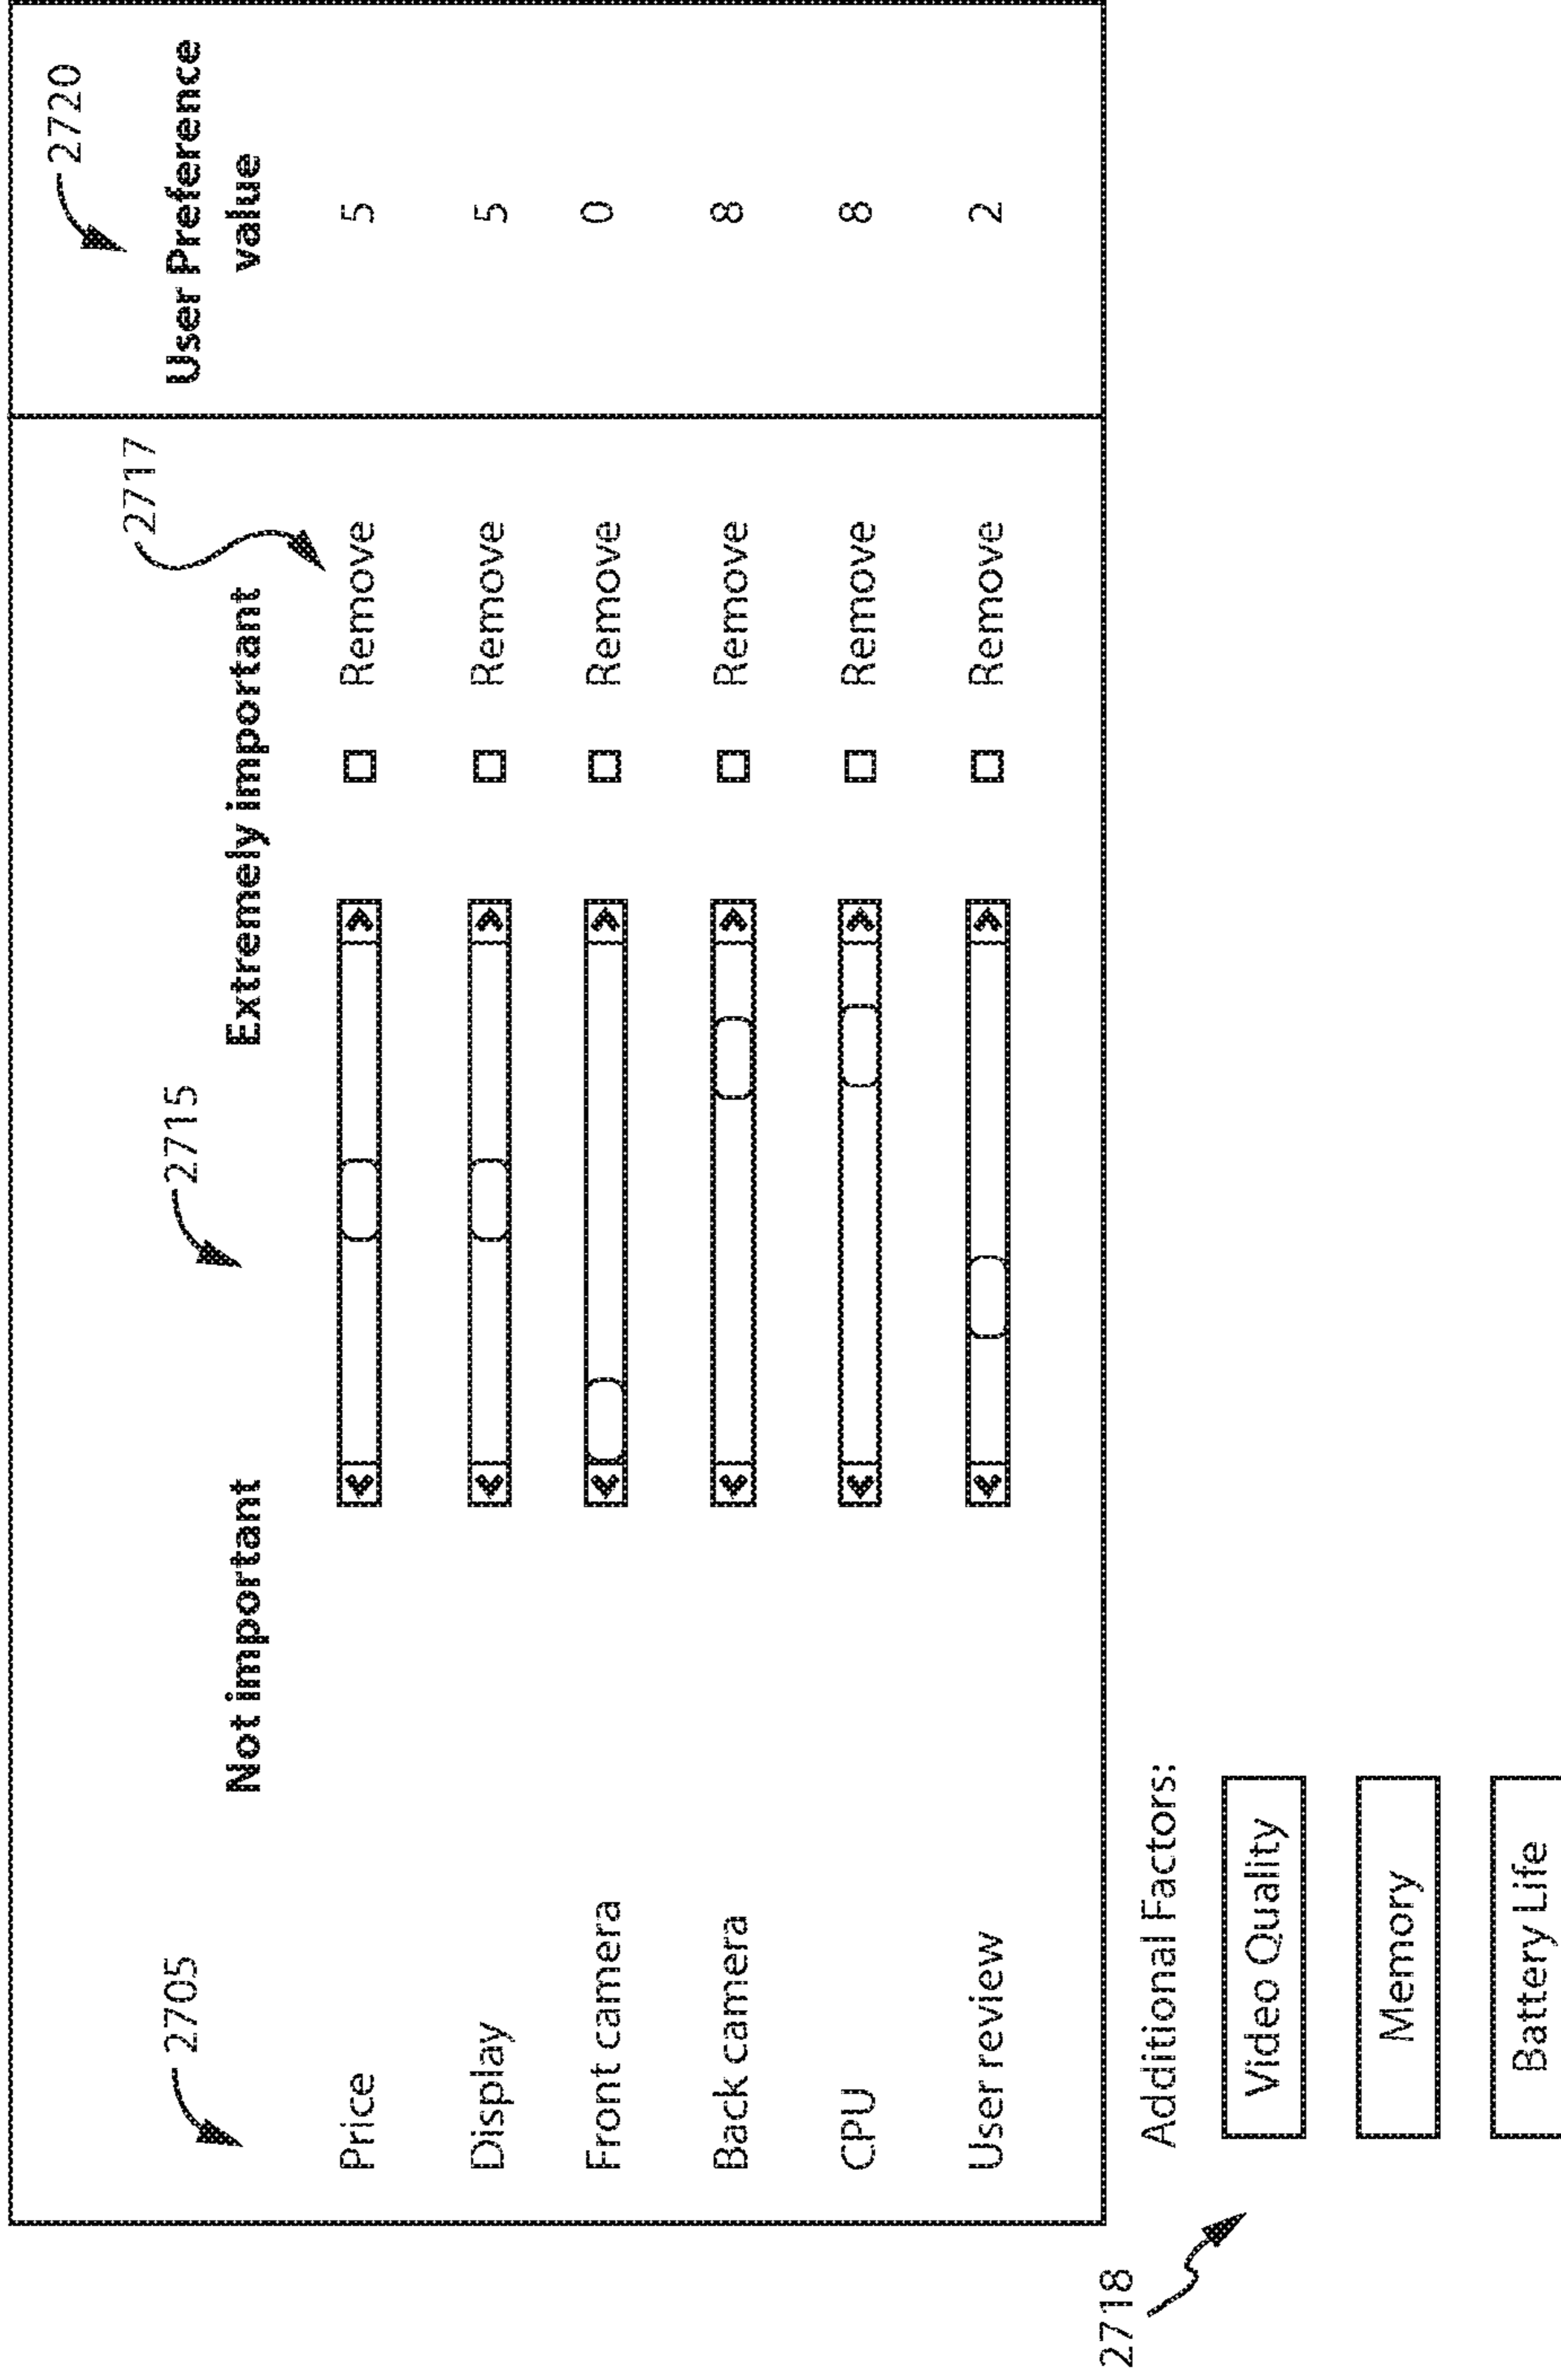 2720
2717
2705
2715
User Preference
value
Not important Extremely important
Price < > Remove 5
Display < > Remove 5
Front camera < > Remove 0
Back camera < > Remove 8
CPU < > Remove 8
User review < > Remove 2
2718
Additional Factors:
Video Quality
Memory
Battery Life